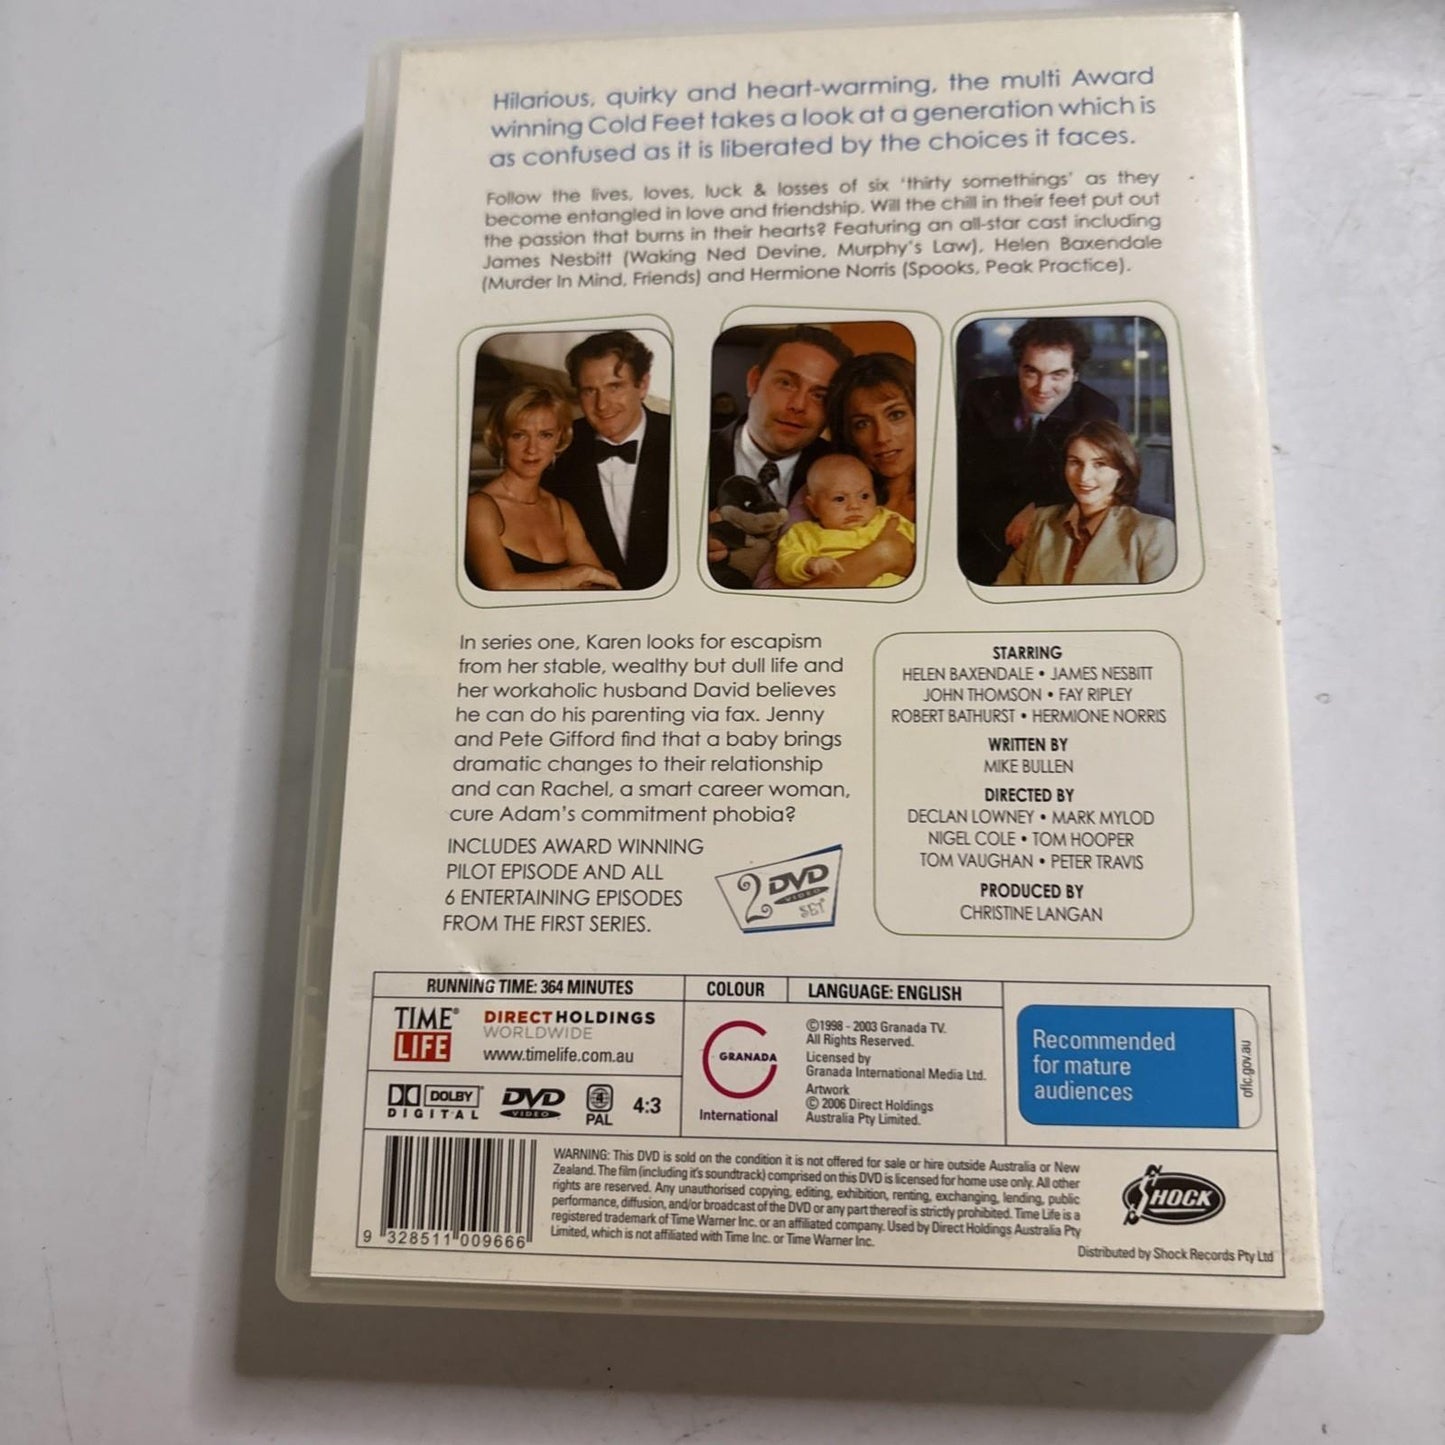 Hilarious, quirky and heart-warming, the multi Award
winning Cold Feet takes a look at a generation which is
as confused as it is liberated by the choices it faces.
Follow the lives, loves, luck & losses of six 'thirty somethings' as they
become entangled in love and friendship. Will the chill in their feet put out
the passion that burns in their hearts? Featuring an all-star cast including
James Nesbitt (Waking Ned Devine, Murphy's Law), Helen Baxendale
(Murder In Mind, Friends) and Hermione Norris (Spooks, Peak Practice).
In series one, Karen looks for escapism
from her stable, wealthy but dull life and
her workaholic husband David believes
he can do his parenting via fax. Jenny
and Pete Gifford find that a baby brings
dramatic changes to their relationship
and can Rachel, a smart career woman,
cure Adam's commitment phobia?
INCLUDES AWARD WINNING
PILOT EPISODE AND ALL
6 ENTERTAINING EPISODES
FROM THE FIRST SERIES.
2 DVD
VIDEO
SET
STARRING
HELEN BAXENDALE • JAMES NESBITT
JOHN THOMSON • FAY RIPLEY
ROBERT BATHURST • HERMIONE NORRIS
WRITTEN BY
MIKE BULLEN
DIRECTED BY
DECLAN LOWNEY • MARK MYLOD
NIGEL COLE • TOM HOOPER
TOM VAUGHAN • PETER TRAVIS
PRODUCED BY
CHRISTINE LANGAN
RUNNING TIME: 364 MINUTES
COLOUR
LANGUAGE: ENGLISH
TIME®
LIFE
DIRECTHOLDINGS
WORLDWIDE
www.timelife.com.au
DOLBY
DIGITAL
DVD
VIDEO
4
PAL
4:3
GRANADA
International
©1998 - 2003 Granada TV.
All Rights Reserved.
Licensed by
Granada International Media Ltd.
Artwork
© 2006 Direct Holdings
Australia Pty Limited.
Recommended
for mature
audiences
oflc.gov.au
9 328511 009666
WARNING: This DVD is sold on the condition it is not offered for sale or hire outside Australia or New
Zealand. The film (including it's soundtrack) comprised on this DVD is licensed for home use only. All other
rights are reserved. Any unauthorised copying, editing, exhibition, renting, exchanging, lending, public
performance, diffusion, and/or broadcast of the DVD or any part thereof is strictly prohibited. Time Life is a
registered trademark of Time Warner Inc. or an affiliated company. Used by Direct Holdings Australia Pty
Limited, which is not affiliated with Time Inc. or Time Warner Inc.
SHOCK
Distributed by Shock Records Pty Ltd